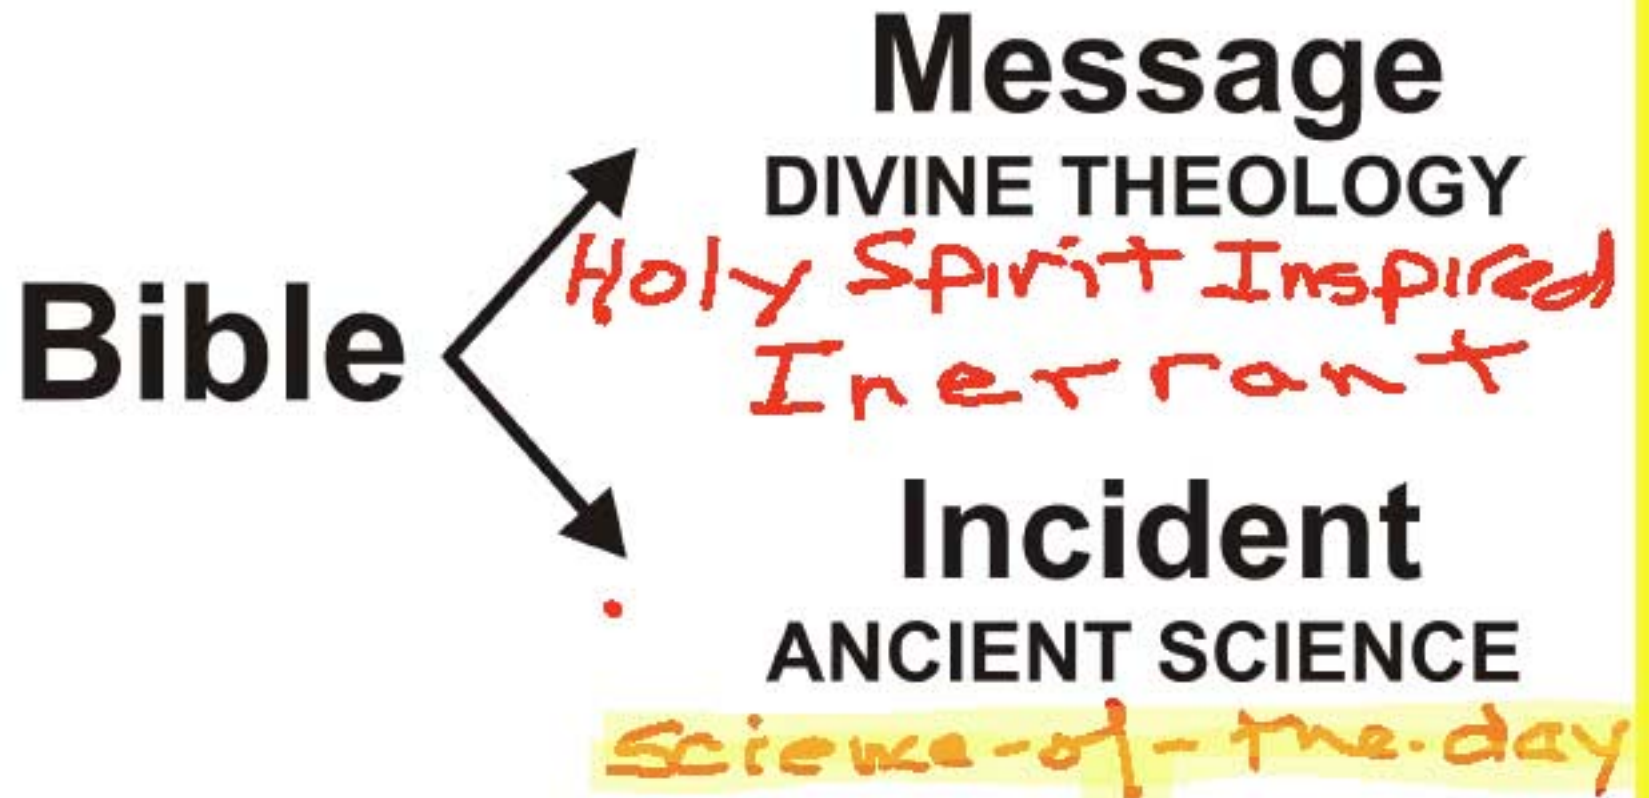 Message
DIVINE THEOLOGY
Holy Spirit Inspired
Inerrant
Bible
Incident
ANCIENT SCIENCE
Science-of-the-day